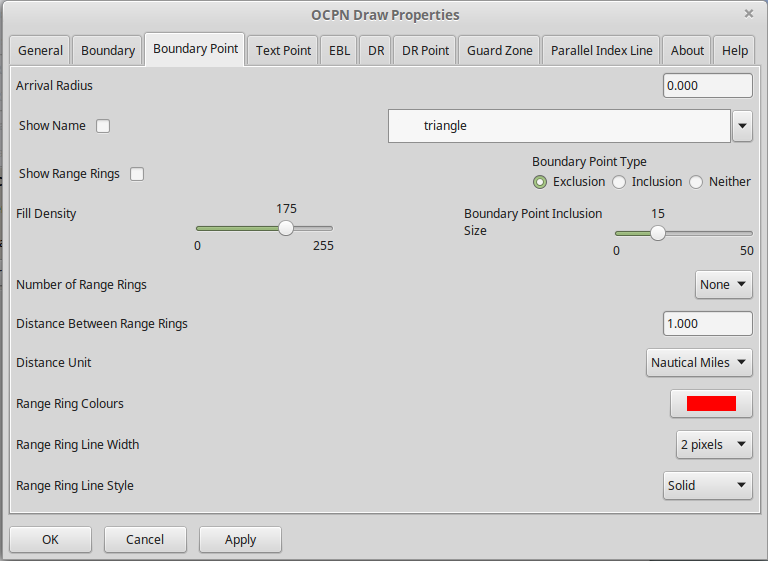 OCPN Draw Properties
General Boundary Boundary Point Text Point EBL DR DR Point Guard Zone Parallel Index Line About Help
Arrival Radius 0.000
Show Name triangle
Boundary Point Type
Show Range Rings Exclusion Inclusion Neither
Fill Density 175 Boundary Point Inclusion 15
Size
0 255 0 50
Number of Range Rings None
Distance Between Range Rings 1.000
Distance Unit Nautical Miles
Range Ring Colours
Range Ring Line Width 2 pixels
Range Ring Line Style Solid
OK Cancel Apply